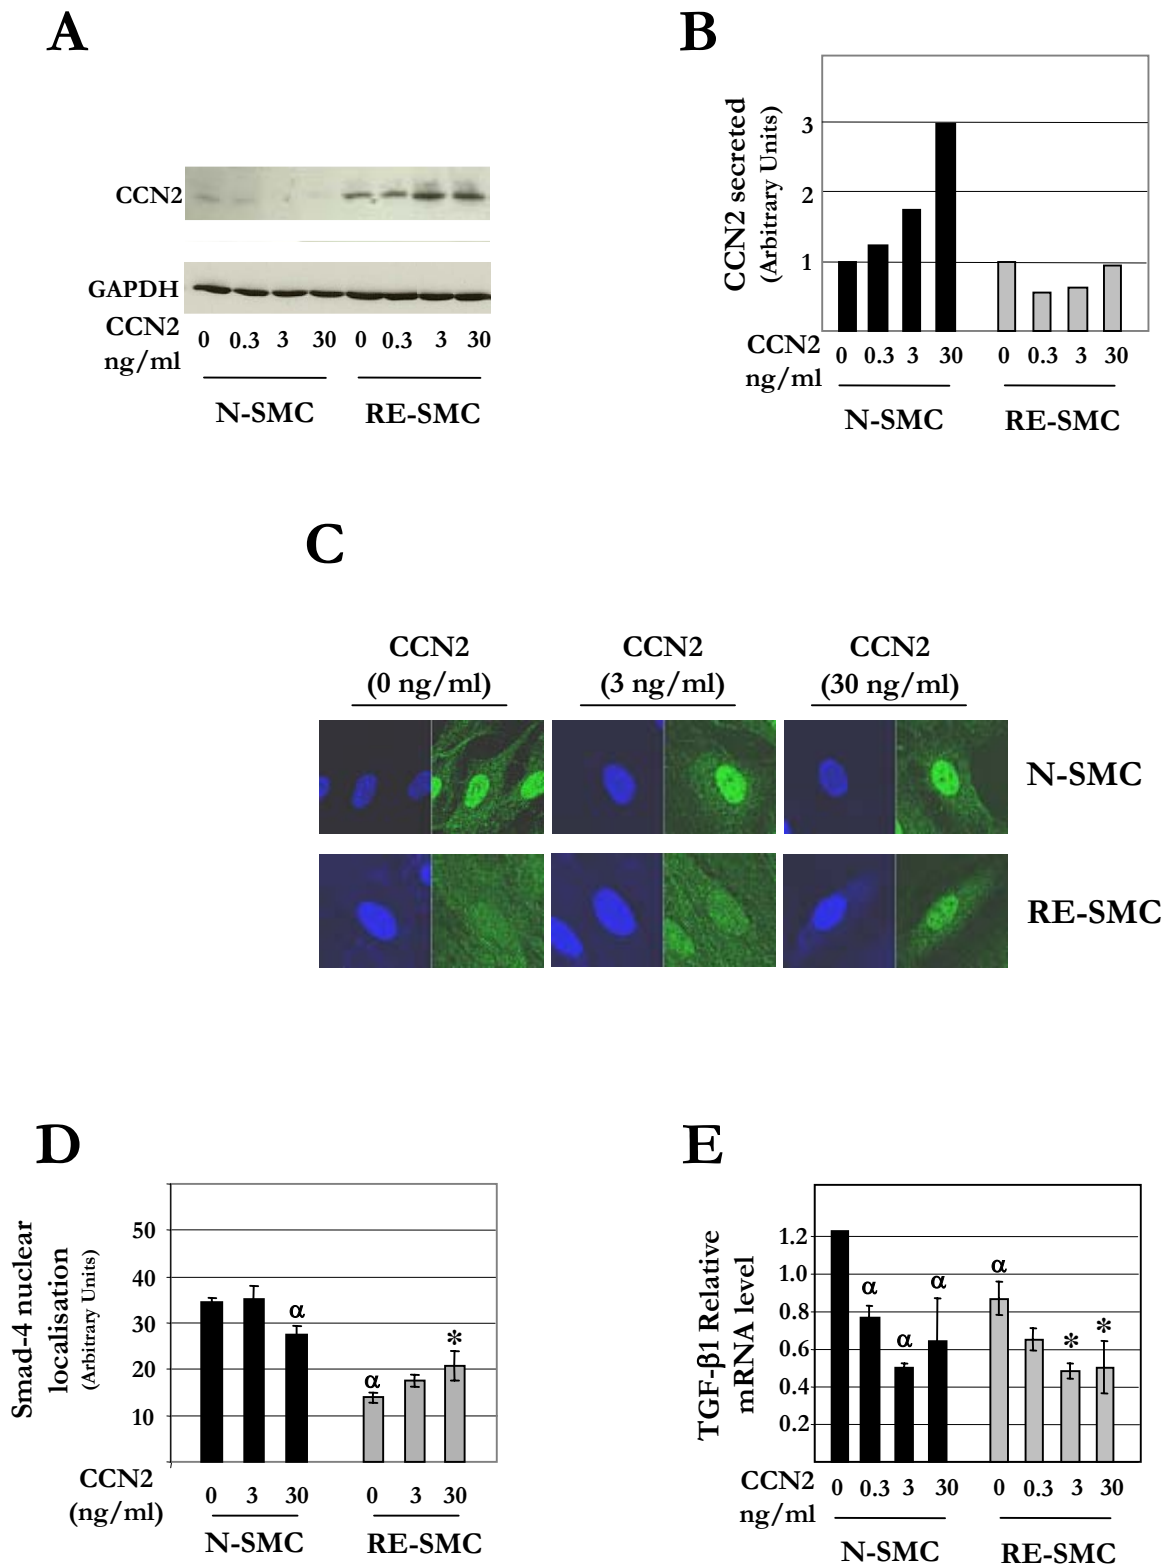 A
CCN2
GAPDH
CCN2
ng/ml
0 0.3 3 30 0 0.3 3 30
N-SMC RE-SMC
B
CCN2 secreted
(Arbitrary Units)
3
2
1
CCN2
ng/ml
0 0.3 3 30 0 0.3 3 30
N-SMC RE-SMC
C
CCN2
(0 ng/ml)
CCN2
(3 ng/ml)
CCN2
(30 ng/ml)
N-SMC
RE-SMC
D
Smad-4 nuclear
localisation
(Arbitrary Units)
50
40
30
20
10
α
α
*
CCN2
(ng/ml)
0 3 30 0 3 30
N-SMC RE-SMC
E
TGF-β1 Relative
mRNA level
1.2
1.0
0.8
0.6
0.4
0.2
α
α
α
α
*
*
CCN2
ng/ml
0 0.3 3 30 0 0.3 3 30
N-SMC RE-SMC